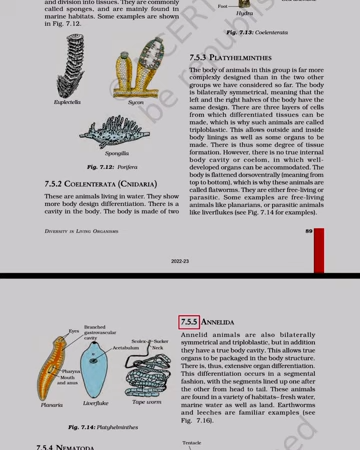 and division into tissues. They are commonly
called sponges, and are mainly found in
marine habitats. Some examples are shown
in Fig. 7.12.
Euplectella
Sycon
Spongilla
Fig. 7.12: Porifera
7.5.2 COELENTERATA (CNIDARIA)
These are animals living in water. They show
more body design differentiation. There is a
cavity in the body. The body is made of two
Foot
Hydra
Fig. 7.13: Coelenterata
7.5.3 PLATYHELMINTHES
The body of animals in this group is far more
complexly designed than in the two other
groups we have considered so far. The body
is bilaterally symmetrical, meaning that the
left and the right halves of the body have the
same design. There are three layers of cells
from which differentiated tissues can be
made, which is why such animals are called
triploblastic. This allows outside and inside
body linings as well as some organs to be
made. There is thus some degree of tissue
formation. However, there is no true internal
body cavity or coelom, in which well-
developed organs can be accommodated. The
body is flattened dorsoventrally (meaning from
top to bottom), which is why these animals are
called flatworms. They are either free-living or
parasitic. Some examples are free-living
animals like planarians, or parasitic animals
like liverflukes (see Fig. 7.14 for examples).
DIVERSITY IN LIVING ORGANISMS
89
2022-23
Eyes
Branched
gastrovascular
cavity
Pharynx
Mouth
and anus
Planaria
Acetabulum
Liverfluke
Scolex
Sucker
Neck
Tape worm
Fig. 7.14: Platyhelminthes
7.5.4 NEMATODA
7.5.5 ANNELIDA
Annelid animals are also bilaterally
symmetrical and triploblastic, but in addition
they have a true body cavity. This allows true
organs to be packaged in the body structure.
There is, thus, extensive organ differentiation.
This differentiation occurs in a segmental
fashion, with the segments lined up one after
the other from head to tail. These animals
are found in a variety of habitats– fresh water,
marine water as well as land. Earthworms
and leeches are familiar examples (see
Fig. 7.16).
Tentacle